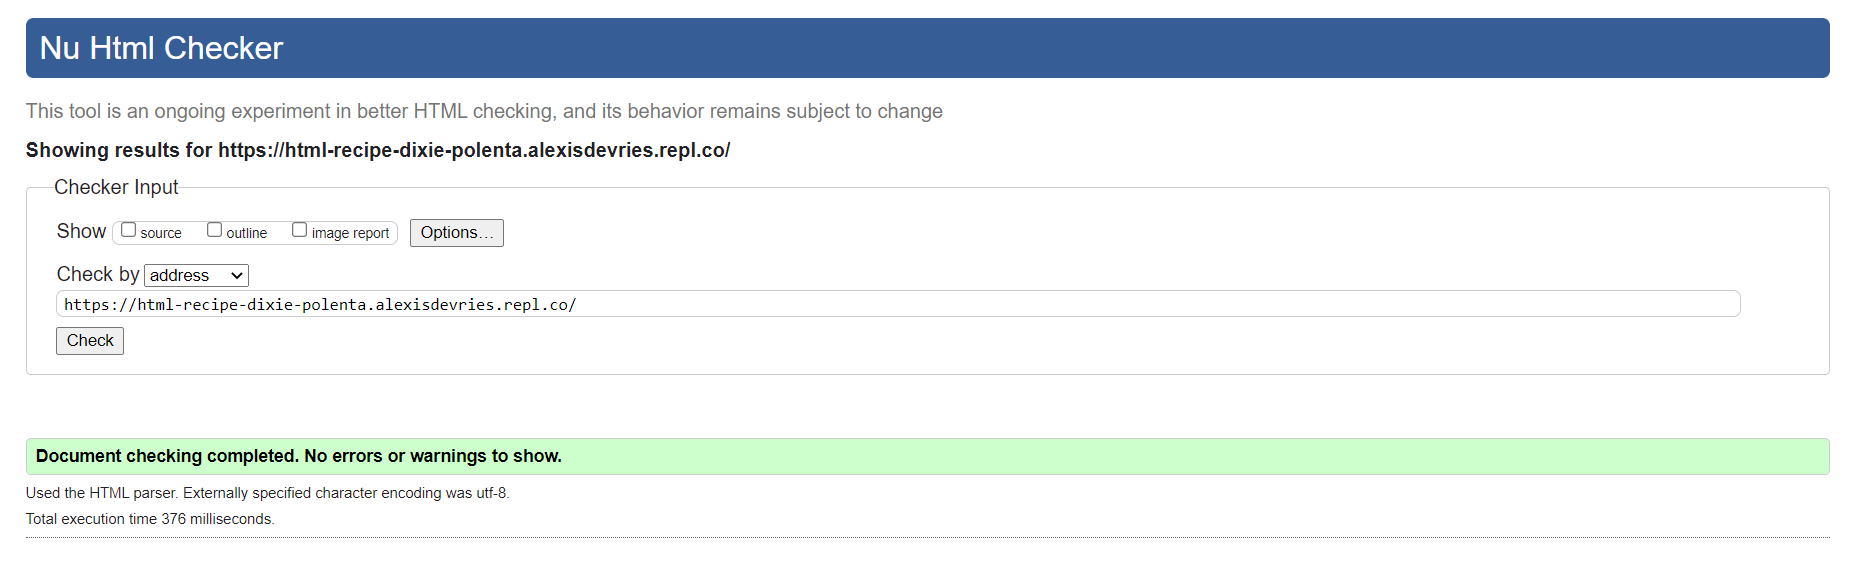 Nu Html Checker
This tool is an ongoing experiment in better HTML checking, and its behavior remains subject to change
Showing results for https://html-recipe-dixie-polenta.alexisdevries.repl.co/
Checker Input
Show source outline image report Options...
Check by address
https://html-recipe-dixie-polenta.alexisdevries.repl.co/
Check
Document checking completed. No errors or warnings to show.
Used the HTML parser. Externally specified character encoding was utf-8.
Total execution time 376 milliseconds.